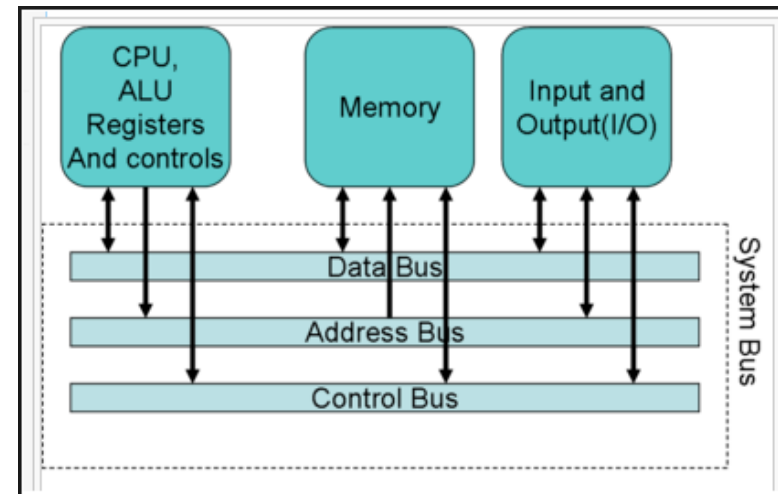 CPU,
ALU
Registers
And controls
Memory
Input and
Output(I/O)
Data Bus
Address Bus
Control Bus
System Bus